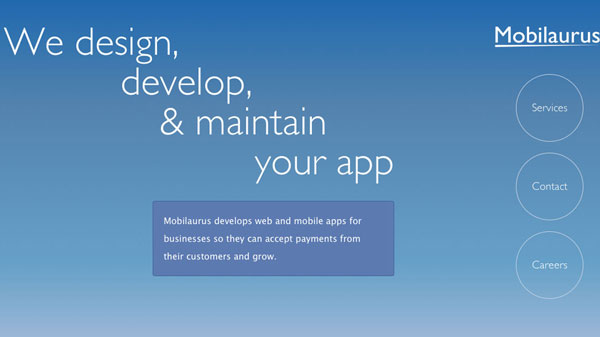 We design,
develop,
& maintain
your app
Mobilaurus develops web and mobile apps for
businesses so they can accept payments from
their customers and grow.
Mobilaurus
Services
Contact
Careers